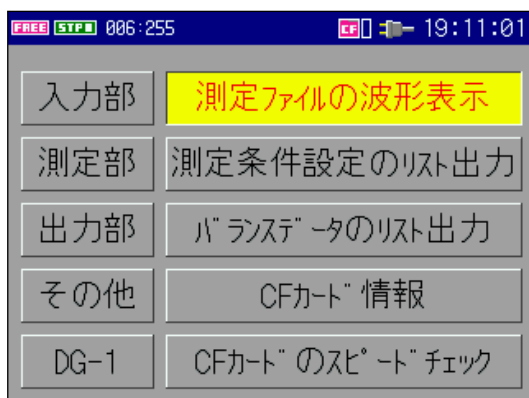 FREE STPD 006:255 CF 19:11:01
入力部 測定ファイルの波形表示
測定部 測定条件設定のリスト出力
出力部 バランスデータのリスト出力
その他 CFカード情報
DG-1 CFカードのスピードチェック